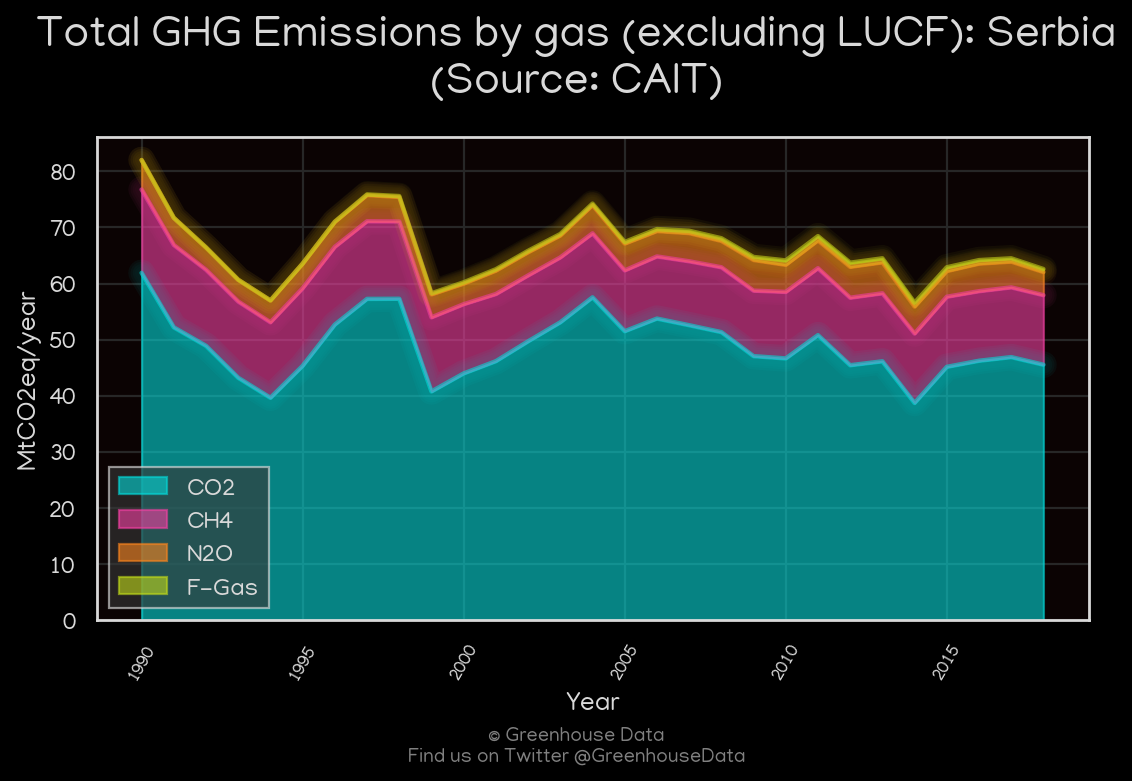 Total GHG Emissions by gas (excluding LUCF): Serbia
(Source: CAIT)
MtCO2eq/year
80
70
60
50
40
30
20
10
0
CO2
CH4
N2O
F-Gas
1990
1995
2000
2005
2010
2015
Year
© Greenhouse Data
Find us on Twitter @GreenhouseData